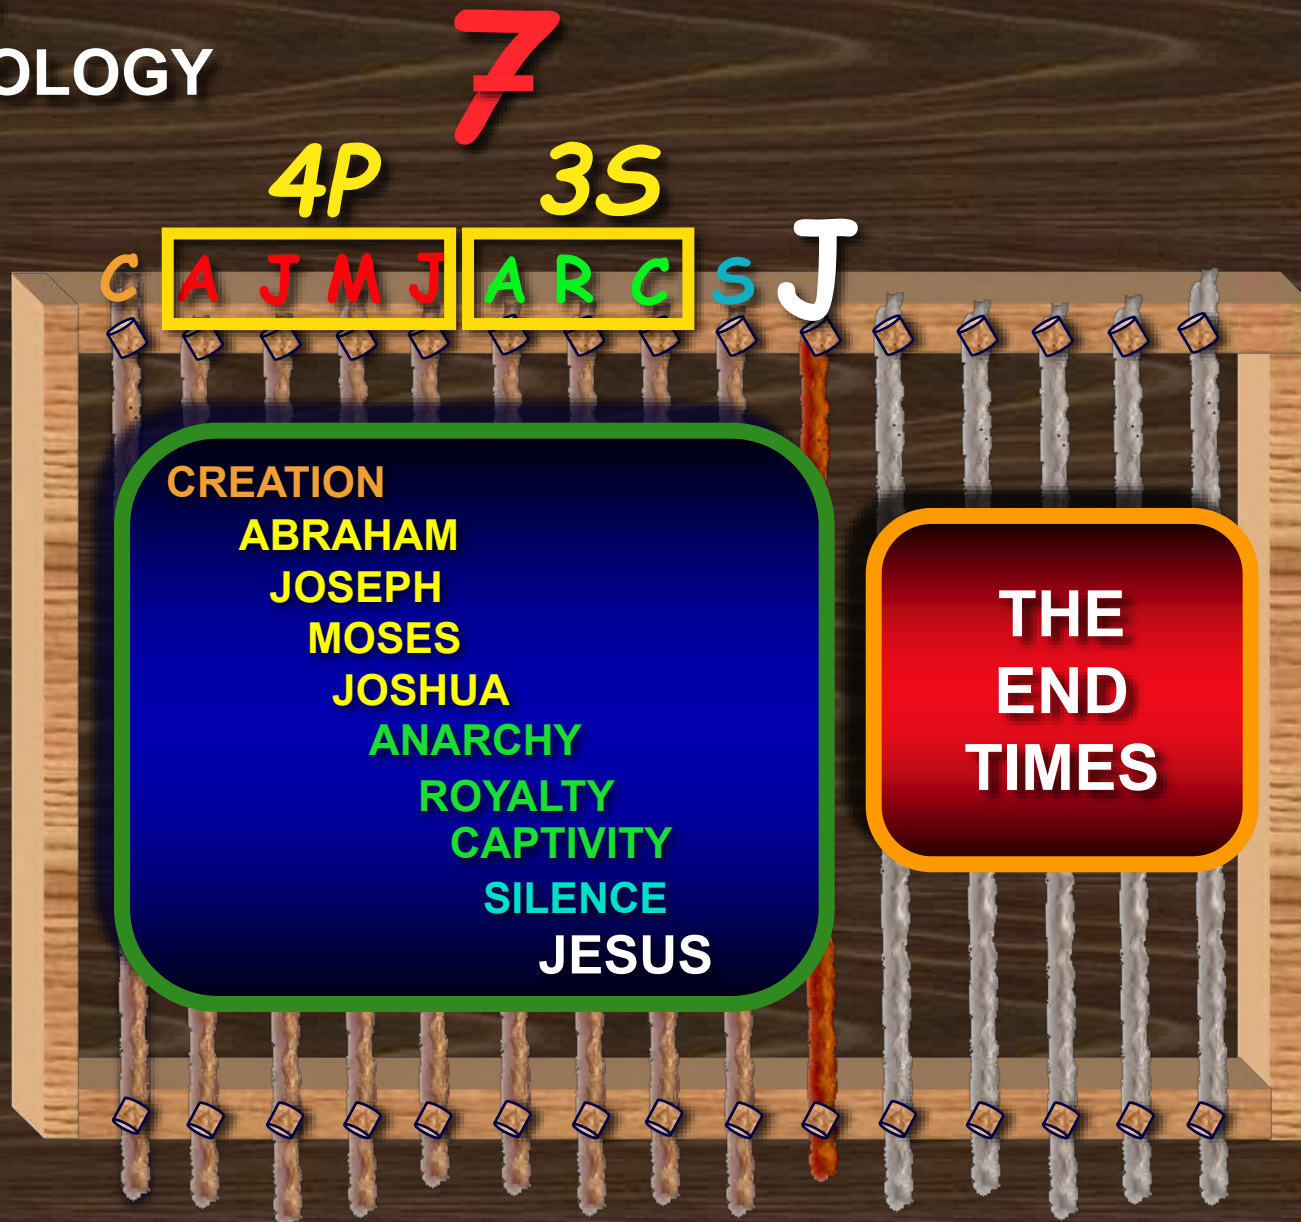 OLOGY
7
4P 3S
C A J M J A R C S J
CREATION
ABRAHAM
JOSEPH
MOSES
JOSHUA
ANARCHY
ROYALTY
CAPTIVITY
SILENCE
JESUS
THE
END
TIMES